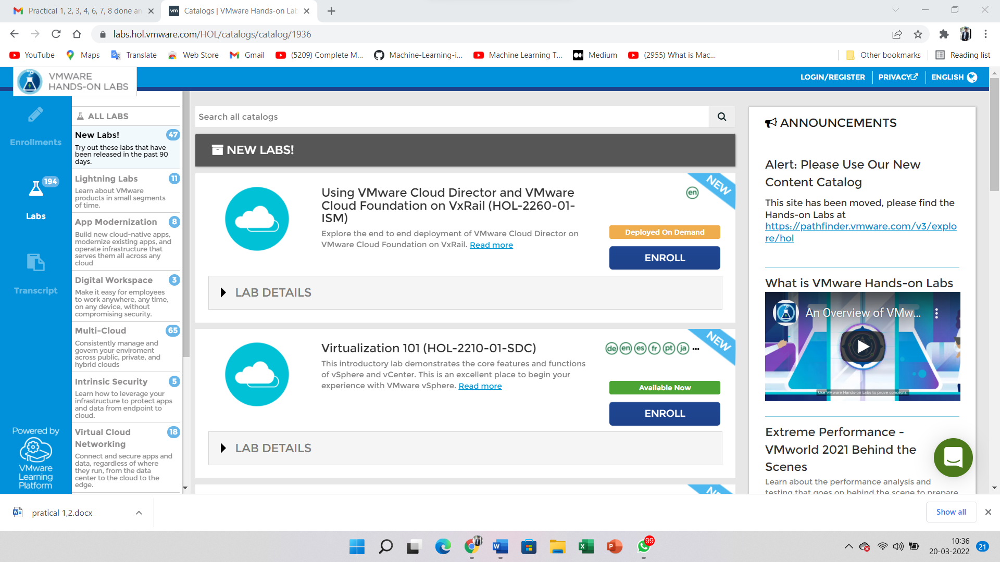 Practical 1, 2, 3, 4, 6, 7, 8 done an
Catalogs | VMware Hands-on Lab
labs.hol.vmware.com/HOL/catalogs/catalog/1936
YouTube
Maps
Translate
Web Store
Gmail
(5209) Complete M...
Machine-Learning-i...
Machine Learning T...
Medium
(2955) What is Mac...
Other bookmarks
Reading list
VMWARE
HANDS-ON LABS
LOGIN/REGISTER
PRIVACY
ENGLISH
Enrollments
194
Labs
Transcript
Powered by
VMware
Learning
Platform
ALL LABS
New Labs! 47
Try out these labs that have
been released in the past 90
days.
Lightning Labs 11
Learn about VMware
products in small segments
of time.
App Modernization 8
Build new cloud-native apps,
modernize existing apps, and
operate infrastructure that
serves them all across any
cloud
Digital Workspace 3
Make it easy for employees
to work anywhere, any time,
on any device, without
compromising security.
Multi-Cloud 65
Consistently manage and
govern your enviroment
across public, private, and
hybrid clouds
Intrinsic Security 5
Learn how to leverage your
infrastructure to protect apps
and data from endpoint to
cloud.
Virtual Cloud 18
Networking
Connect and secure apps and
data, regardless of where
they run, from the data
center to the cloud to the
edge.
Search all catalogs
NEW LABS!
Using VMware Cloud Director and VMware
Cloud Foundation on VxRail (HOL-2260-01-
ISM)
Explore the end to end deployment of VMware Cloud Director on
VMware Cloud Foundation on VxRail. Read more
en
NEW
Deployed On Demand
ENROLL
LAB DETAILS
Virtualization 101 (HOL-2210-01-SDC)
This introductory lab demonstrates the core features and functions
of vSphere and vCenter. This is an excellent place to begin your
experience with VMware vSphere. Read more
de en es fr pt ja ...
NEW
Available Now
ENROLL
LAB DETAILS
ANNOUNCEMENTS
Alert: Please Use Our New
Content Catalog
This site has been moved, please find the
Hands-on Labs at
https://pathfinder.vmware.com/v3/explo
re/hol
What is VMware Hands-on Labs
An Overview of VMw...
Use VMware Hands-on Labs to prove concepts,
Extreme Performance -
VMworld 2021 Behind the
Scenes
Learn about the performance analysis and
testing that goes on behind the scene to prepare
pratical 1,2.docx
Show all
99
10:36
20-03-2022
21